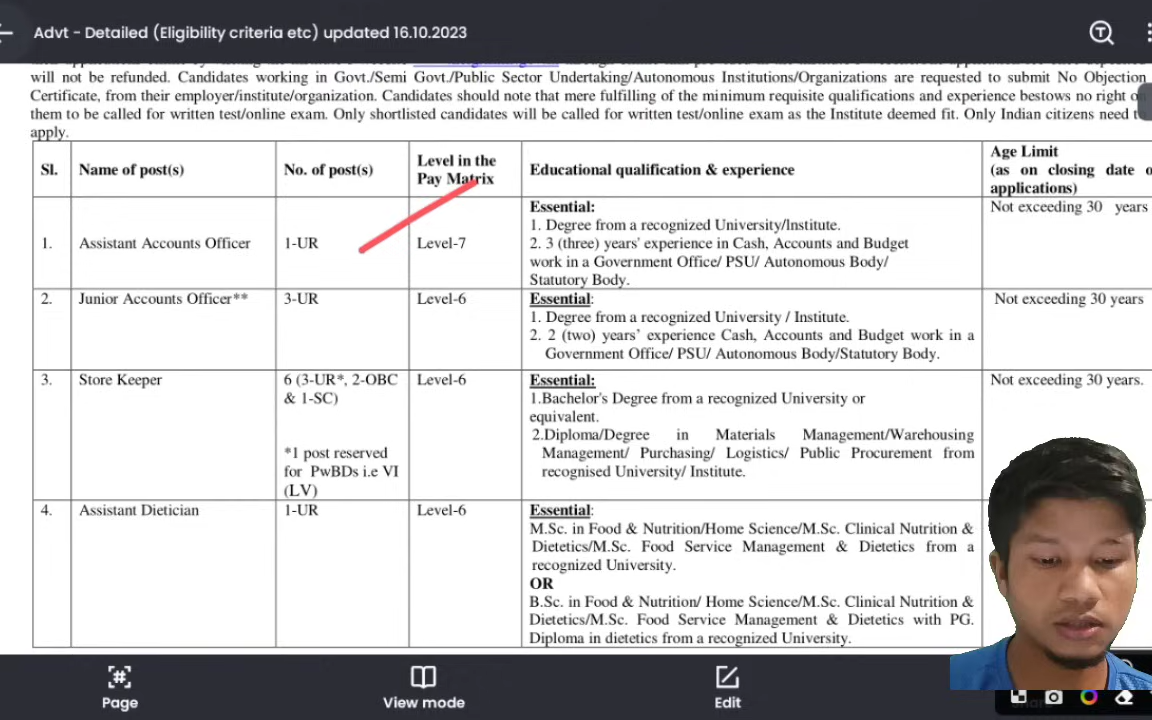 Advt - Detailed (Eligibility criteria etc) updated 16.10.2023
will not be refunded. Candidates working in Govt./Semi Govt./Public Sector Undertaking/Autonomous Institutions/Organizations are requested to submit No Objection
Certificate, from their employer/institute/organization. Candidates should note that mere fulfilling of the minimum requisite qualifications and experience bestows no right on
them to be called for written test/online exam. Only shortlisted candidates will be called for written test/online exam as the Institute deemed fit. Only Indian citizens need to
apply.
Sl.
Name of post(s)
No. of post(s)
Level in the
Pay Matrix
Educational qualification & experience
Age Limit
(as on closing date
applications)
1.
Assistant Accounts Officer
1-UR
Level-7
Essential:
1. Degree from a recognized University/Institute.
2. 3 (three) years' experience in Cash, Accounts and Budget
work in a Government Office/ PSU/ Autonomous Body/
Statutory Body.
Not exceeding 30 years
2.
Junior Accounts Officer**
3-UR
Level-6
Essential:
1. Degree from a recognized University / Institute.
2. 2 (two) years’ experience Cash, Accounts and Budget work in a
Government Office/ PSU/ Autonomous Body/Statutory Body.
Not exceeding 30 years
3.
Store Keeper
6 (3-UR*, 2-OBC
& 1-SC)
*1 post reserved
for PwBDs i.e VI
(LV)
Level-6
Essential:
1.Bachelor's Degree from a recognized University or
equivalent.
2.Diploma/Degree in Materials Management/Warehousing
Management/ Purchasing/ Logistics/ Public Procurement from
recognised University/ Institute.
Not exceeding 30 years.
4.
Assistant Dietician
1-UR
Level-6
Essential:
M.Sc. in Food & Nutrition/Home Science/M.Sc. Clinical Nutrition &
Dietetics/M.Sc. Food Service Management & Dietetics from a
recognized University.
OR
B.Sc. in Food & Nutrition/ Home Science/M.Sc. Clinical Nutrition &
Dietetics/M.Sc. Food Service Management & Dietetics with PG.
Diploma in dietetics from a recognized University.
Page
View mode
Edit